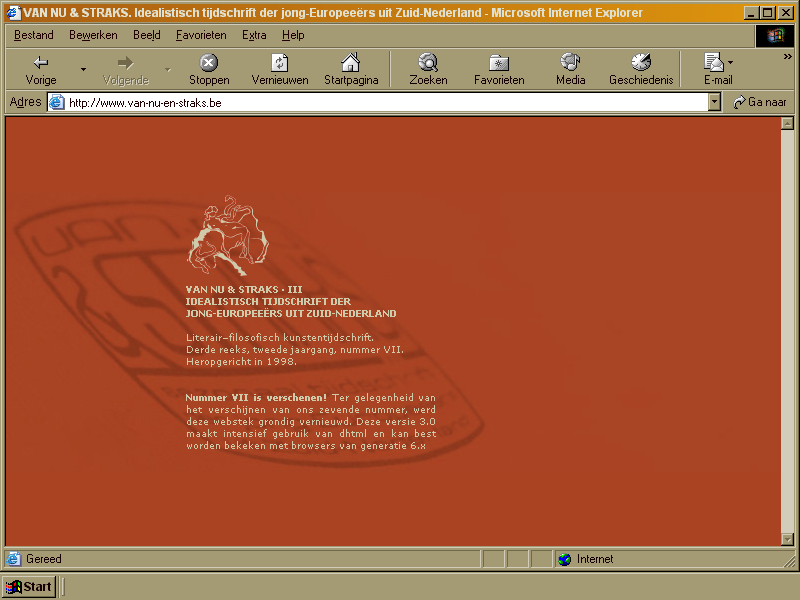 VAN NU & STRAKS. Idealistisch tijdschrift der jong-Europeeërs uit Zuid-Nederland - Microsoft Internet Explorer
Bestand Bewerken Beeld Favorieten Extra Help
Vorige Volgende Stoppen Vernieuwen Startpagina Zoeken Favorieten Media Geschiedenis E-mail »
Adres http://www.van-nu-en-straks.be Ga naar
VAN NU & STRAKS · III
IDEALISTISCH TIJDSCHRIFT DER
JONG-EUROPEEËRS UIT ZUID-NEDERLAND
Literair-filosofisch kunstentijdschrift.
Derde reeks, tweede jaargang, nummer VII.
Heropgericht in 1998.
Nummer VII is verschenen! Ter gelegenheid van
het verschijnen van ons zevende nummer, werd
deze webstek grondig vernieuwd. Deze versie 3.0
maakt intensief gebruik van dhtml en kan best
worden bekeken met browsers van generatie 6.x
Gereed Internet
Start